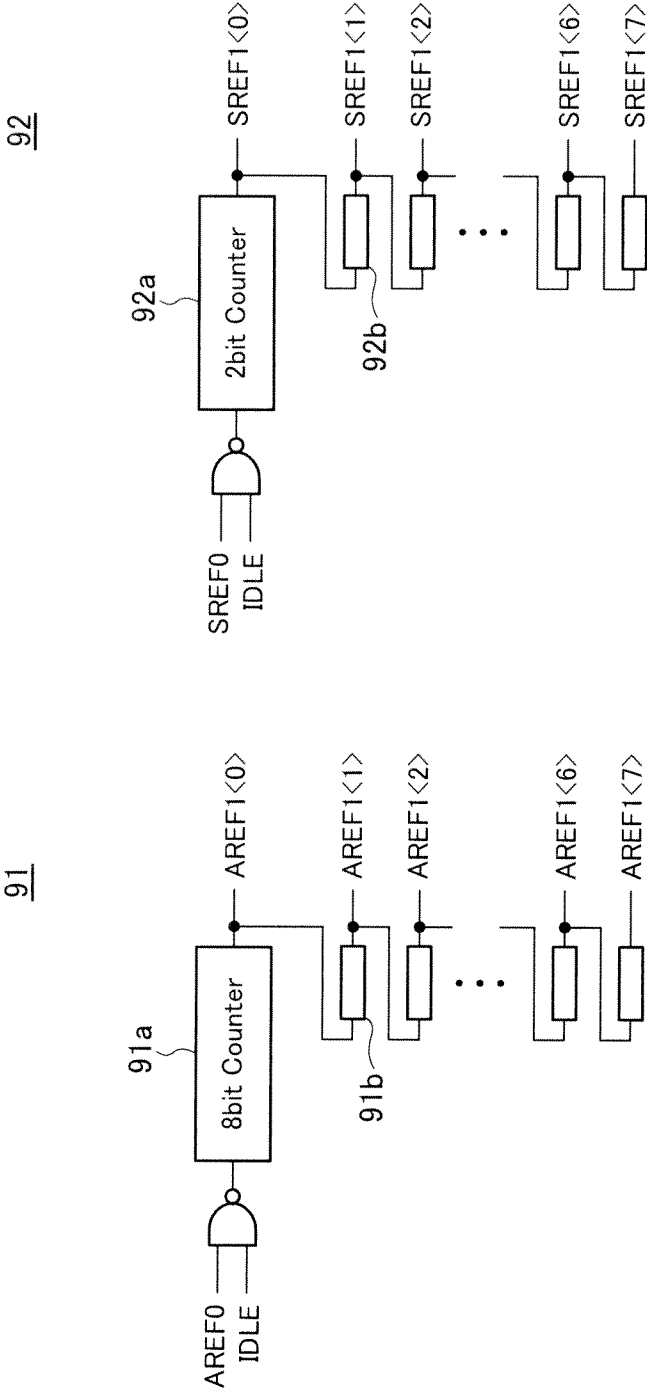 91
AREF0
IDLE
91a
8bit Counter
AREF1<0>
91b
AREF1<1>
AREF1<2>
AREF1<6>
AREF1<7>
92
SREF0
IDLE
92a
2bit Counter
SREF1<0>
92b
SREF1<1>
SREF1<2>
SREF1<6>
SREF1<7>